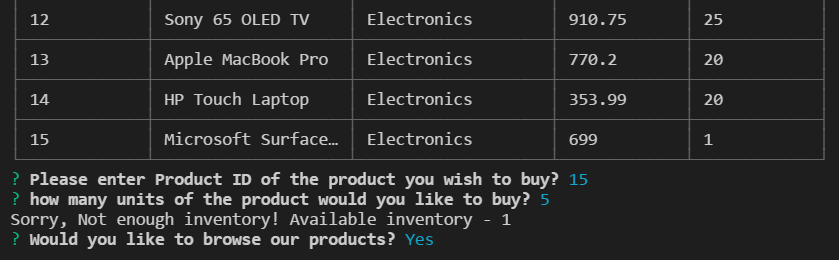 12 Sony 65 OLED TV Electronics 910.75 25
13 Apple MacBook Pro Electronics 770.2 20
14 HP Touch Laptop Electronics 353.99 20
15 Microsoft Surface… Electronics 699 1
? Please enter Product ID of the product you wish to buy? 15
? how many units of the product would you like to buy? 5
Sorry, Not enough inventory! Available inventory - 1
? Would you like to browse our products? Yes